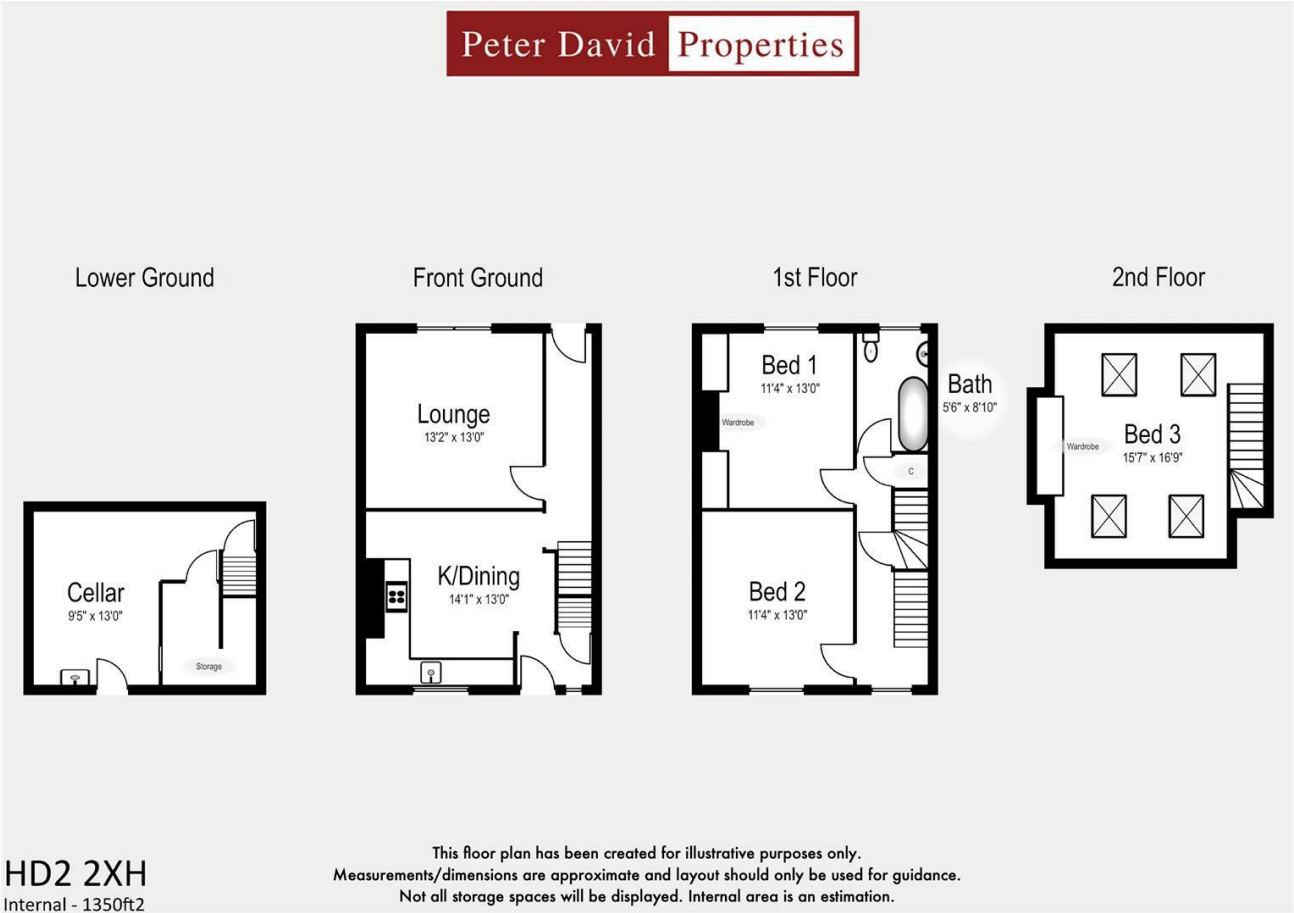 Peter David Properties
Lower Ground
Front Ground
1st Floor
2nd Floor
Cellar
9'5" x 13'0"
Storage
Lounge
13'2" x 13'0"
K/Dining
14'1" x 13'0"
Bed 1
11'4" x 13'0"
Wardrobe
Bath
5'6" x 8'10"
C
Bed 2
11'4" x 13'0"
Bed 3
15'7" x 16'9"
Wardrobe
HD2 2XH
Internal - 1350ft2
This floor plan has been created for illustrative purposes only.
Measurements/dimensions are approximate and layout should only be used for guidance.
Not all storage spaces will be displayed. Internal area is an estimation.